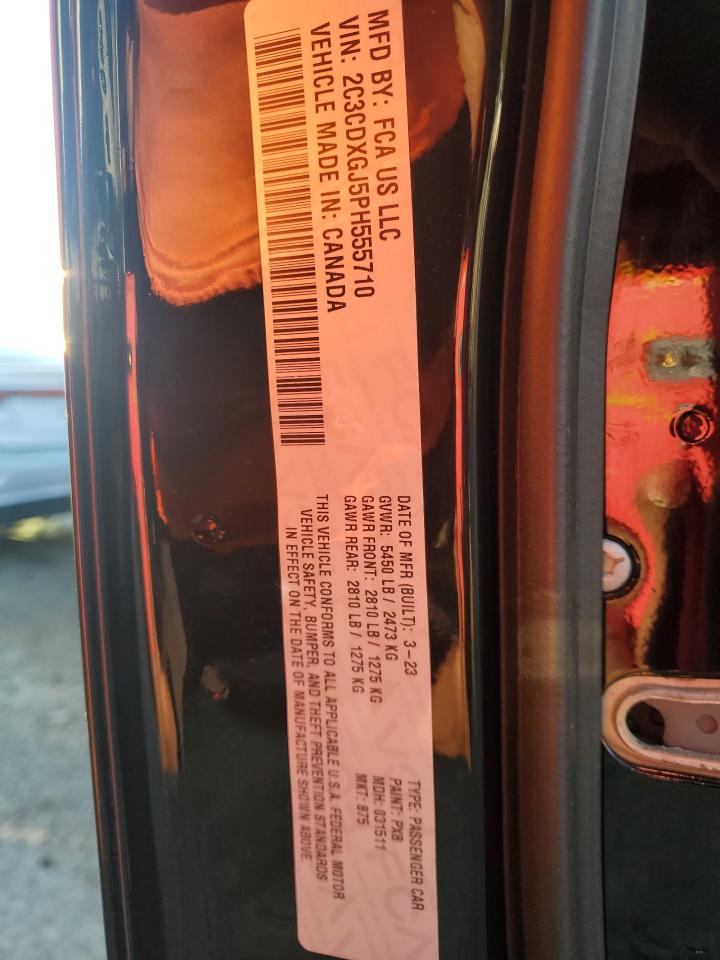 MFD BY: FCA US LLC
VIN: 2C3CDXGJ5PH555710
VEHICLE MADE IN: CANADA
DATE OF MFR (BUILT): 3-23
GVWR: 5450 LB / 2473 KG
GAWR FRONT: 2810 LB / 1275 KG
GAWR REAR: 2810 LB / 1275 KG
THIS VEHICLE CONFORMS TO ALL APPLICABLE U.S.A. FEDERAL MOTOR
VEHICLE SAFETY, BUMPER, AND THEFT PREVENTION STANDARDS
IN EFFECT ON THE DATE OF MANUFACTURE SHOWN ABOVE.
TYPE: PASSENGER CAR
PAINT: PX8
MDH: 031511
MKT: 875